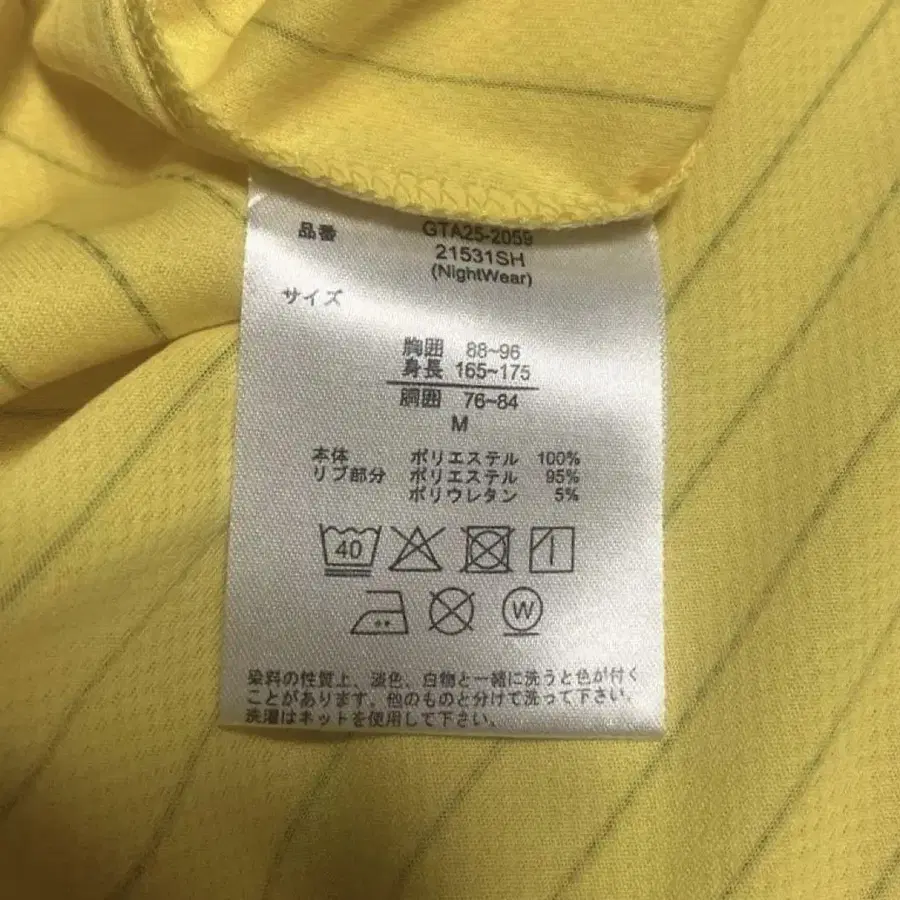 品番 GTA25-2059
21531SH
(NightWear)
サイズ
胸囲 88~96
身長 165~175
胴囲 76~84
M
本体 ポリエステル 100%
リブ部分 ポリエステル 95%
ポリウレタン 5%
40
W
染料の性質上、淡色、白物と一緒に洗うと色が付く
ことがあります。他のものと分けて洗って下さい。
洗濯はネットを使用して下さい。